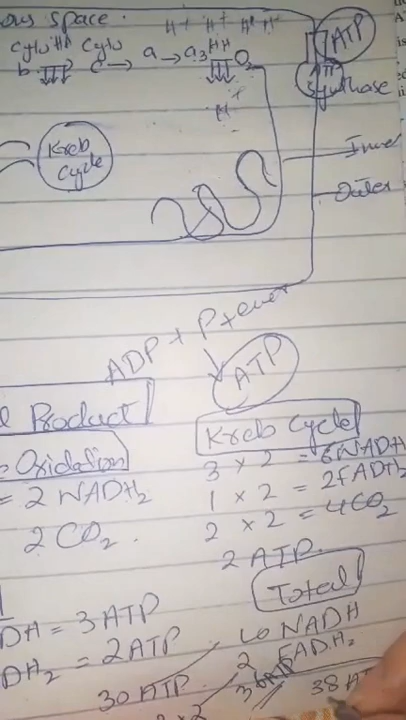 space.
H+ H+ H+ H+
Cyto Cyto a → a3 HH O2
b c
ATP
Synthase
H+
Kreb
Cycle
Inner
Outer
ADP + P + ener
ATP
l Product
Kreb Cycle
Oxidation
3 x 2 = 6 NADH
= 2 NADH2
1 x 2 = 2 FADH2
2 CO2.
2 x 2 = 4 CO2
2 ATP.
Total
DH = 3 ATP
10 NADH
DH2 = 2 ATP
2 FADH2
30 ATP
38 AT